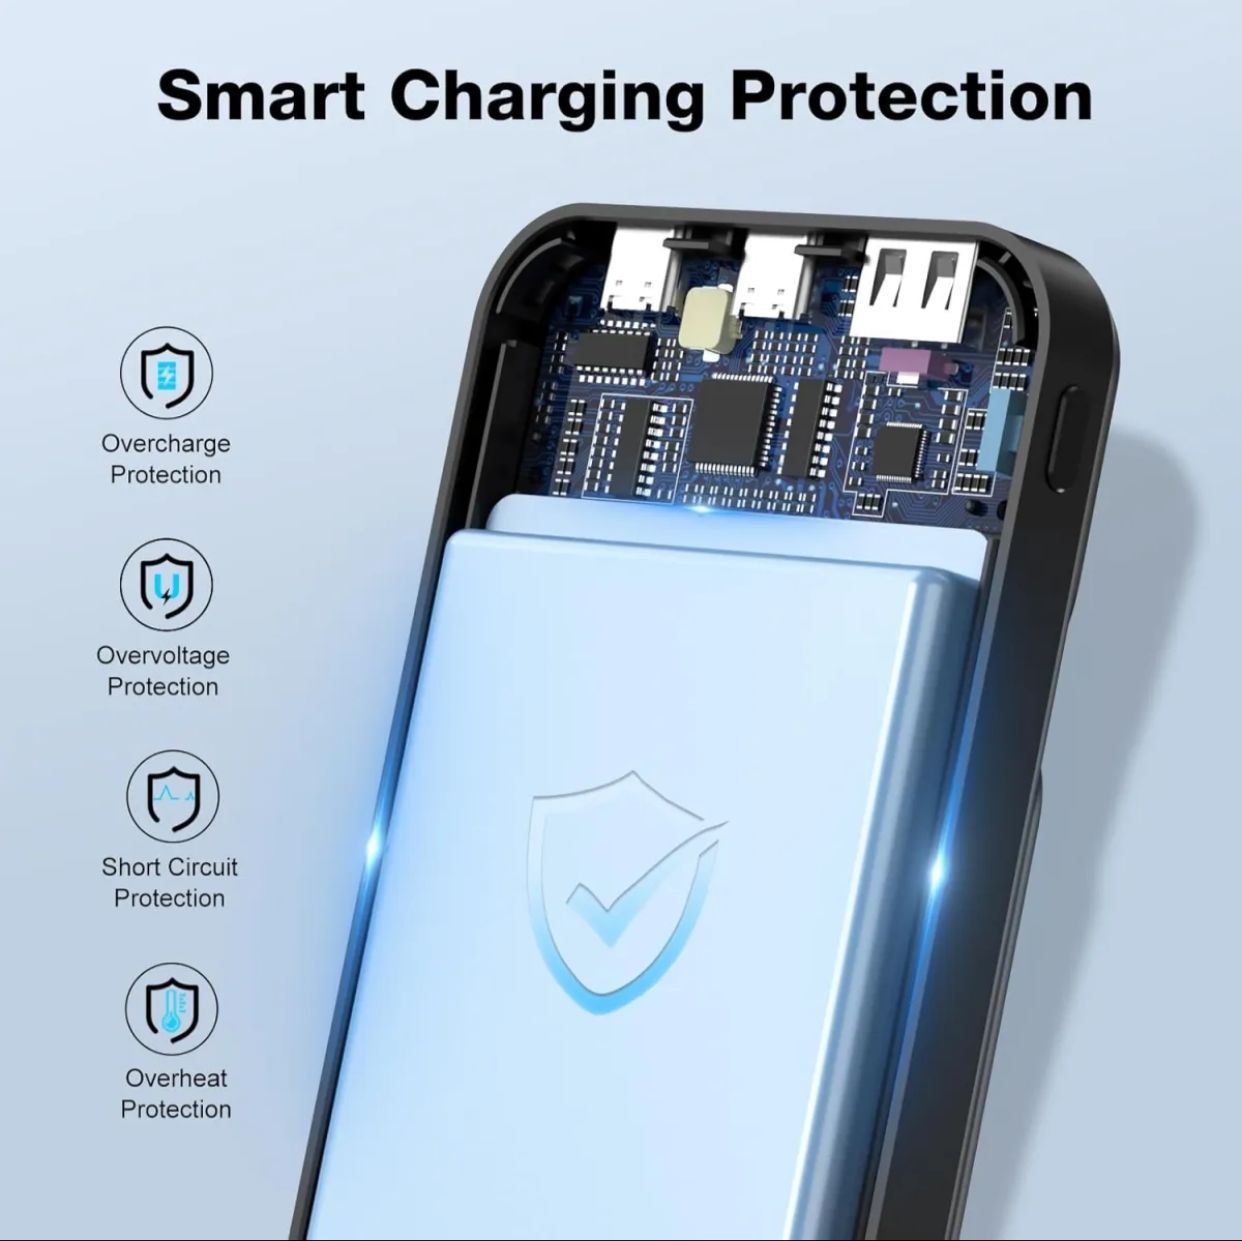 Smart Charging Protection
Overcharge
Protection
Overvoltage
Protection
Short Circuit
Protection
Overheat
Protection